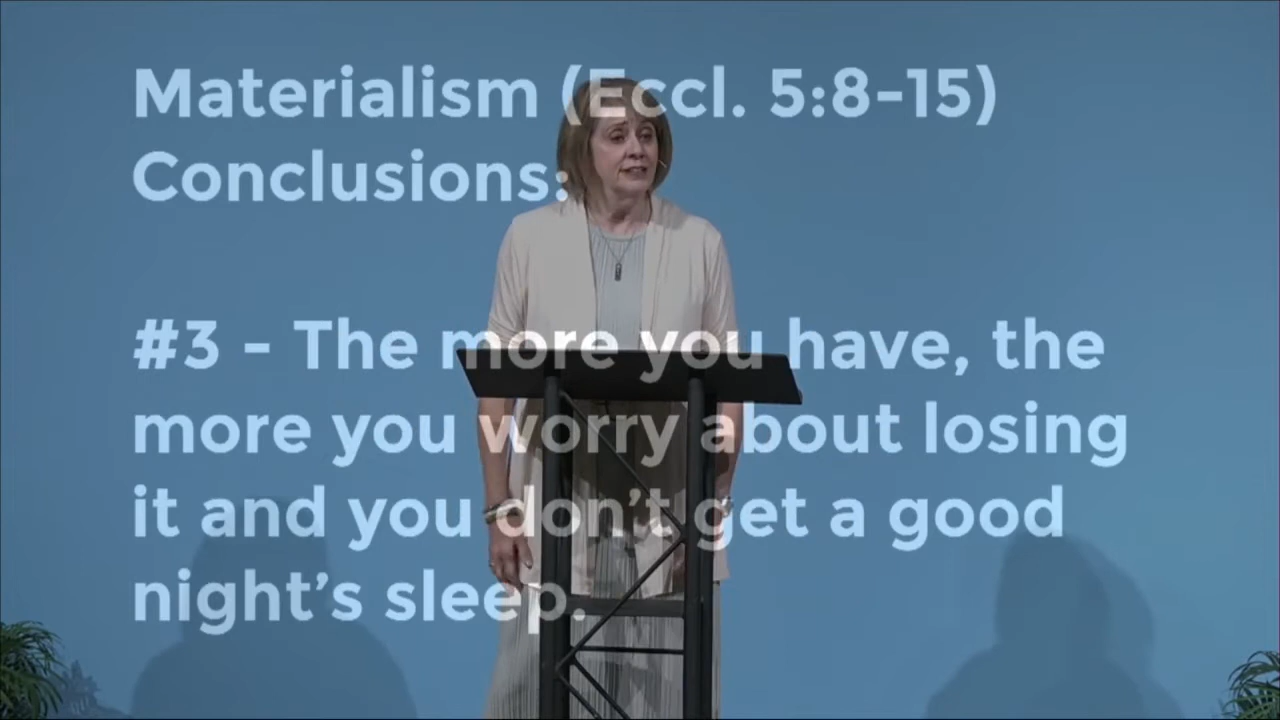 Materialism (Eccl. 5:8-15)
Conclusions:
#3 - The more you have, the
more you worry about losing
it and you don’t get a good
night’s sleep.